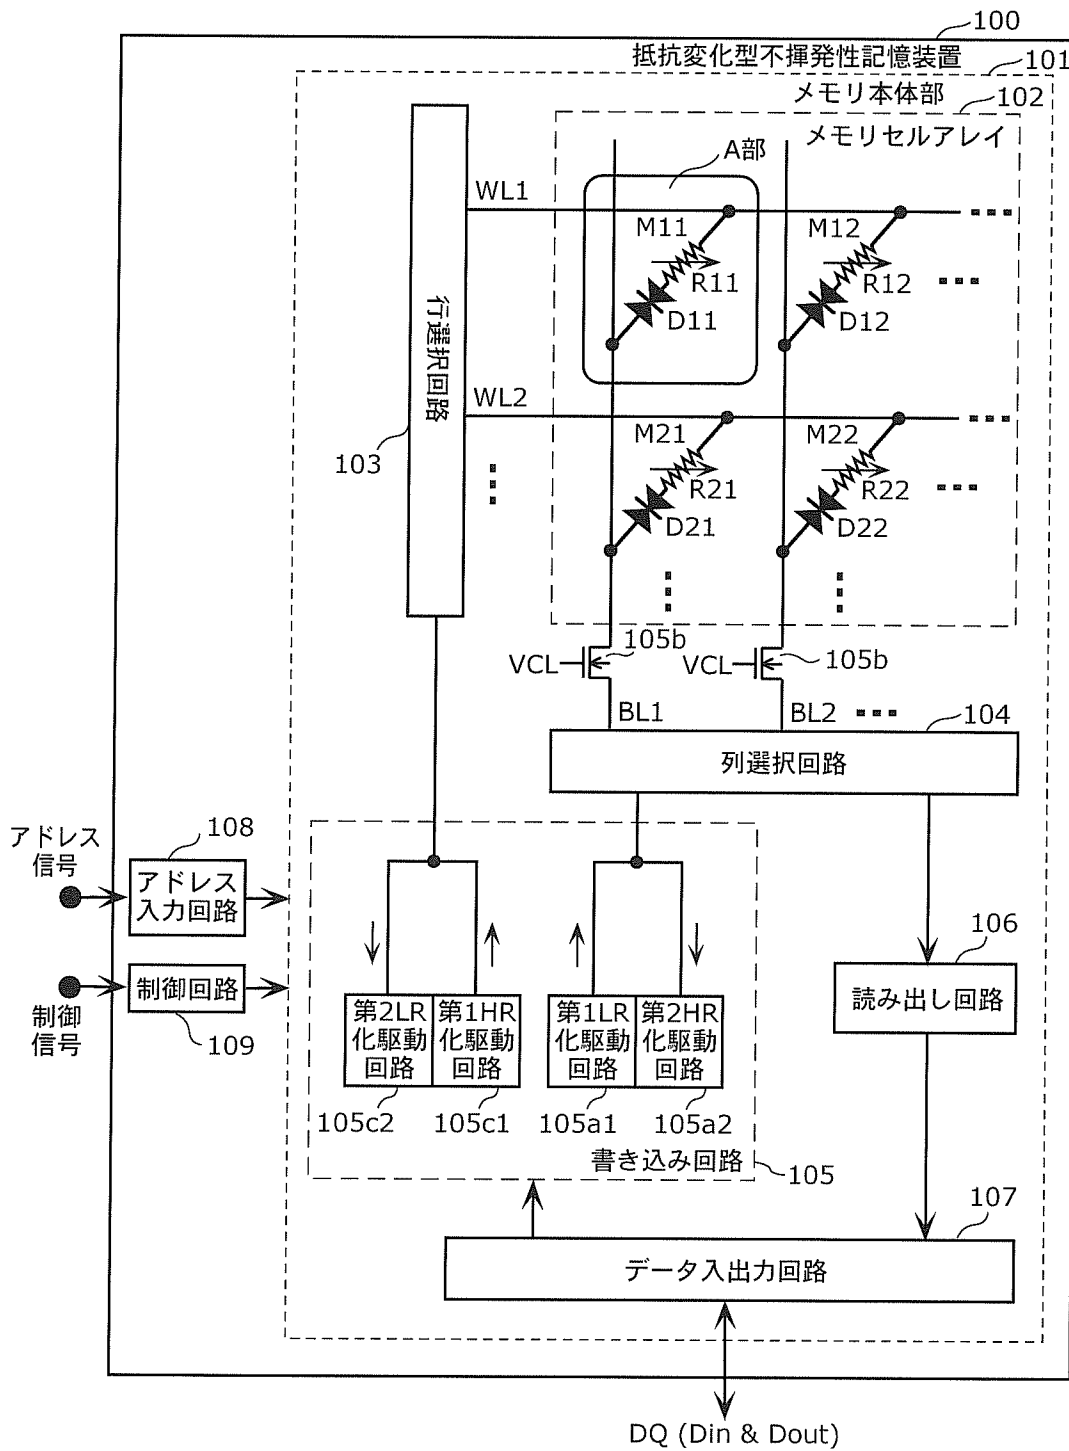 100
抵抗変化型不揮発性記憶装置
101
メモリ本体部
102
メモリセルアレイ
A部
WL1
M11
M12
R11
R12
D11
D12
行選択回路
WL2
M21
M22
103
R21
R22
D21
D22
VCL
105b
VCL
105b
BL1
BL2
104
列選択回路
アドレス
信号
108
アドレス
入力回路
106
読み出し回路
制御回路
制御
信号
109
第2LR
化駆動
回路
第1HR
化駆動
回路
第1LR
化駆動
回路
第2HR
化駆動
回路
105c2
105c1
105a1
105a2
書き込み回路
105
107
データ入出力回路
DQ (Din & Dout)